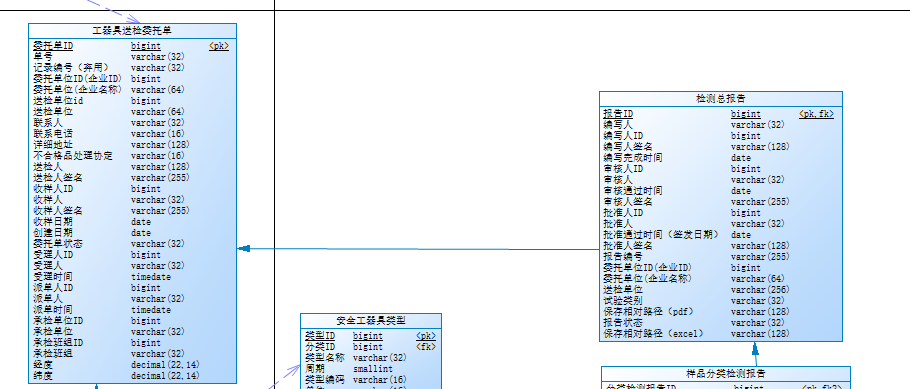 工器具送检委托单
委托单ID bigint <pk>
单号 varchar(32)
记录编号（弃用） varchar(32)
委托单位ID(企业ID) bigint
委托单位(企业名称) varchar(64)
送检单位id bigint
送检单位 varchar(64)
联系人 varchar(32)
联系电话 varchar(16)
详细地址 varchar(128)
不合格品处理协定 varchar(16)
送检人 varchar(128)
送检人签名 varchar(255)
收样人ID bigint
收样人 varchar(32)
收样人签名 varchar(255)
收样日期 date
创建日期 date
委托单状态 varchar(32)
受理人ID bigint
受理人 varchar(32)
受理时间 timedate
派单人ID bigint
派单人 varchar(32)
派单时间 timedate
承检单位ID bigint
承检单位 varchar(32)
承检班组ID bigint
承检班组 varchar(32)
经度 decimal(22,14)
纬度 decimal(22,14)
安全工器具类型
类型ID bigint <pk>
分类ID bigint <fk>
类型名称 varchar(32)
周期 smallint
类型编码 varchar(16)
检测总报告
报告ID bigint <pk,fk>
编写人 varchar(32)
编写人ID bigint
编写人签名 varchar(128)
编写完成时间 date
审核人ID bigint
审核人 varchar(32)
审核通过时间 date
审核人签名 varchar(255)
批准人ID bigint
批准人 varchar(32)
批准通过时间（签发日期） date
批准人签名 varchar(128)
报告编号 varchar(255)
委托单位ID(企业ID) bigint
委托单位(企业名称) varchar(64)
送检单位 varchar(256)
试验类别 varchar(32)
保存相对路径（pdf） varchar(128)
报告状态 varchar(32)
保存相对路径（excel） varchar(128)
样品分类检测报告
分类检测报告ID bigint <pk,fk2>